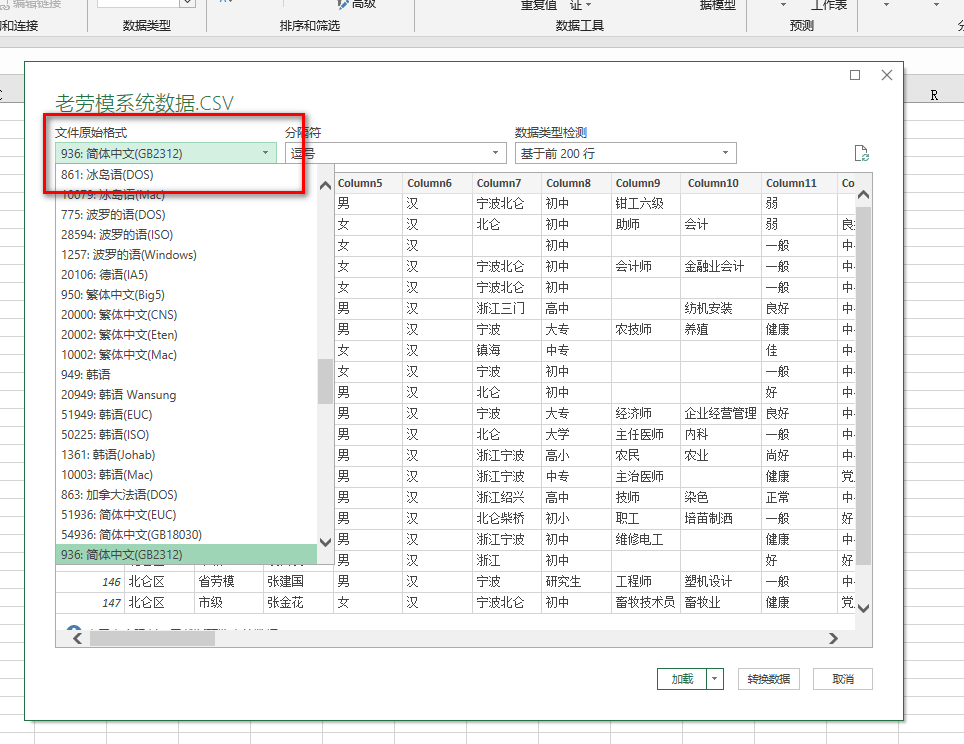 编辑链接 高级 重复值 证 据模型 工作表
和连接 数据类型 排序和筛选 数据工具 预测
R
老劳模系统数据.CSV
文件原始格式 分隔符 数据类型检测
936: 简体中文(GB2312) 逗号 基于前 200 行
861: 冰岛语(DOS)
10079: 冰岛语(Mac)
775: 波罗的语(DOS)
28594: 波罗的语(ISO)
1257: 波罗的语(Windows)
20106: 德语(IA5)
950: 繁体中文(Big5)
20000: 繁体中文(CNS)
20002: 繁体中文(Eten)
10002: 繁体中文(Mac)
949: 韩语
20949: 韩语 Wansung
51949: 韩语(EUC)
50225: 韩语(ISO)
1361: 韩语(Johab)
10003: 韩语(Mac)
863: 加拿大法语(DOS)
51936: 简体中文(EUC)
54936: 简体中文(GB18030)
936: 简体中文(GB2312)
Column5 Column6 Column7 Column8 Column9 Column10 Column11 Co
男 汉 宁波北仑 初中 钳工六级 弱
女 汉 北仑 初中 助师 会计 弱 良
女 汉 初中 一般 中
女 汉 宁波北仑 初中 会计师 金融业会计 一般 中
女 汉 宁波北仑 初中 一般 中
男 汉 浙江三门 高中 纺机安装 良好 中
男 汉 宁波 大专 农技师 养殖 健康 中
女 汉 镇海 中专 佳 中
女 汉 宁波 初中 一般 中
男 汉 北仑 初中 好 中
男 汉 宁波 大专 经济师 企业经营管理 良好 中
男 汉 北仑 大学 主任医师 内科 一般 中
男 汉 浙江宁波 高小 农民 农业 尚好 中
男 汉 浙江宁波 中专 主治医师 健康 党
男 汉 浙江绍兴 高中 技师 染色 正常 中
男 汉 北仑柴桥 初小 职工 培苗制洒 一般 好
男 汉 浙江宁波 初中 维修电工 健康 中
男 汉 浙江 初中 好 好
146 北仑区 省劳模 张建国 男 汉 宁波 研究生 工程师 塑机设计 一般 中
147 北仑区 市级 张金花 女 汉 宁波北仑 初中 畜牧技术员 畜牧业 健康 党
加载 转换数据 取消